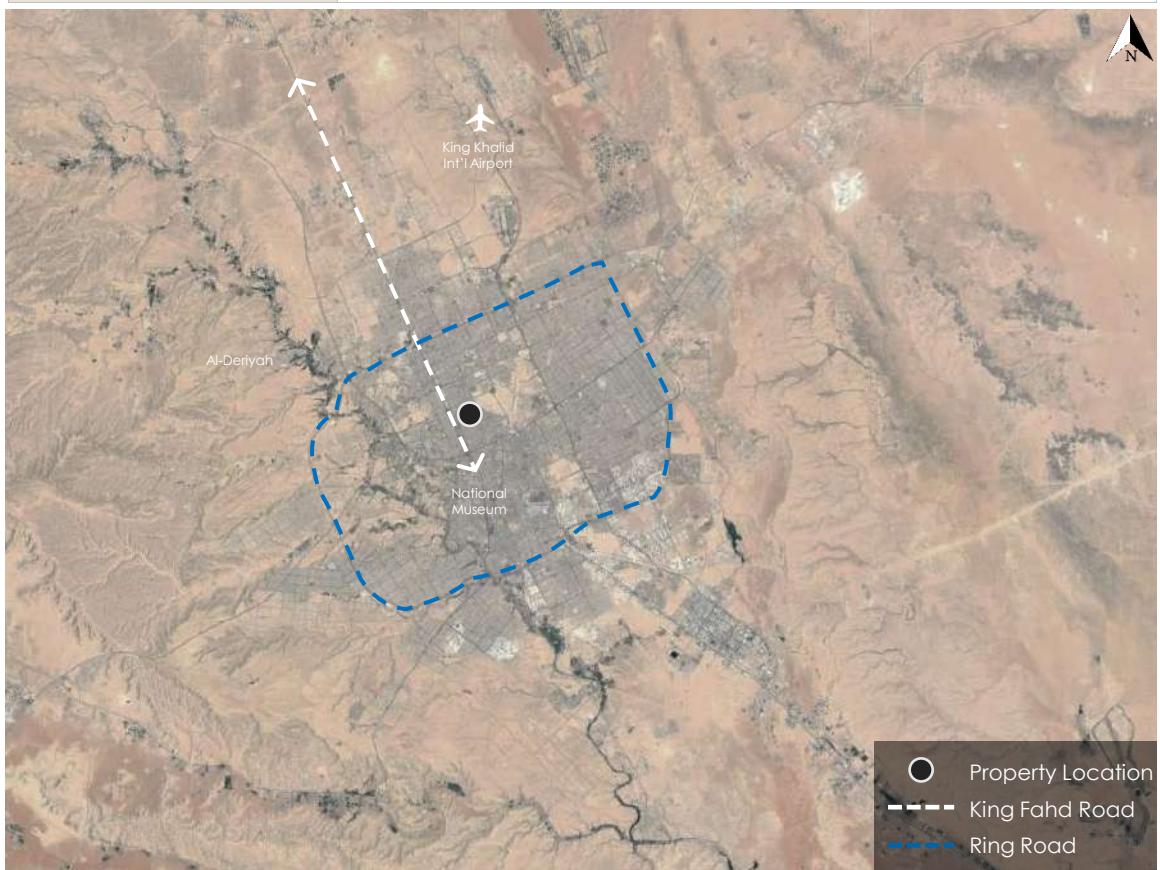 N
King Khalid
Int'l Airport
Al-Deriyah
National
Museum
Property Location
King Fahd Road
Ring Road